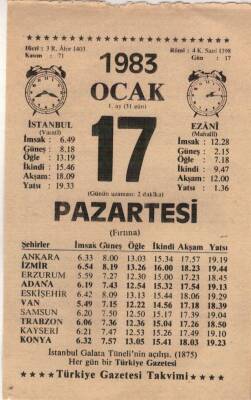 Hicrî : 3 R. Âhir 1403
Kasım : 71
Rûmî : 4 K. Sani 1398
Gün : 17
1983
OCAK
1. ay (31 gün)
17
İSTANBUL
(Vasatî)
İmsak : 6.49
Güneş : 8.18
Öğle : 13.19
İkindi : 15.46
Akşam : 18.09
Yatsı : 19.33
EZÂNİ
(Mahallî)
İmsak : 12.28
Güneş : 2.15
Öğle : 7.18
İkindi : 9.47
Akşam : 12.00
Yatsı : 1.36
(Günün uzaması: 2 dakika)
PAZARTESİ
(Fırtına)
Şehirler İmsak Güneş Öğle İkindi Akşam Yatsı
ANKARA 6.33 8.00 13.03 15.34 17.57 19.19
İZMİR 6.54 8.19 13.26 16.00 18.23 19.44
ERZURUM 5.59 7.27 12.30 15.00 17.23 18.45
ADANA 6.19 7.43 12.54 15.32 17.54 19.13
ESKİŞEHİR 6.42 8.09 13.13 15.44 18.06 19.29
VAN 5.49 7.15 12.22 14.56 17.18 18.39
SAMSUN 6.20 7.50 12.50 15.17 17.39 19.04
TRABZON 6.06 7.36 12.36 15.04 17.26 18.50
KAYSERİ 6.21 7.47 12.53 15.26 17.49 19.10
KONYA 6.32 7.57 13.05 15.41 18.03 19.23
İstanbul Galata Tüneli'nin açılışı. (1875)
Her gün bir Türkiye Gazetesi
Türkiye Gazetesi Takvimi